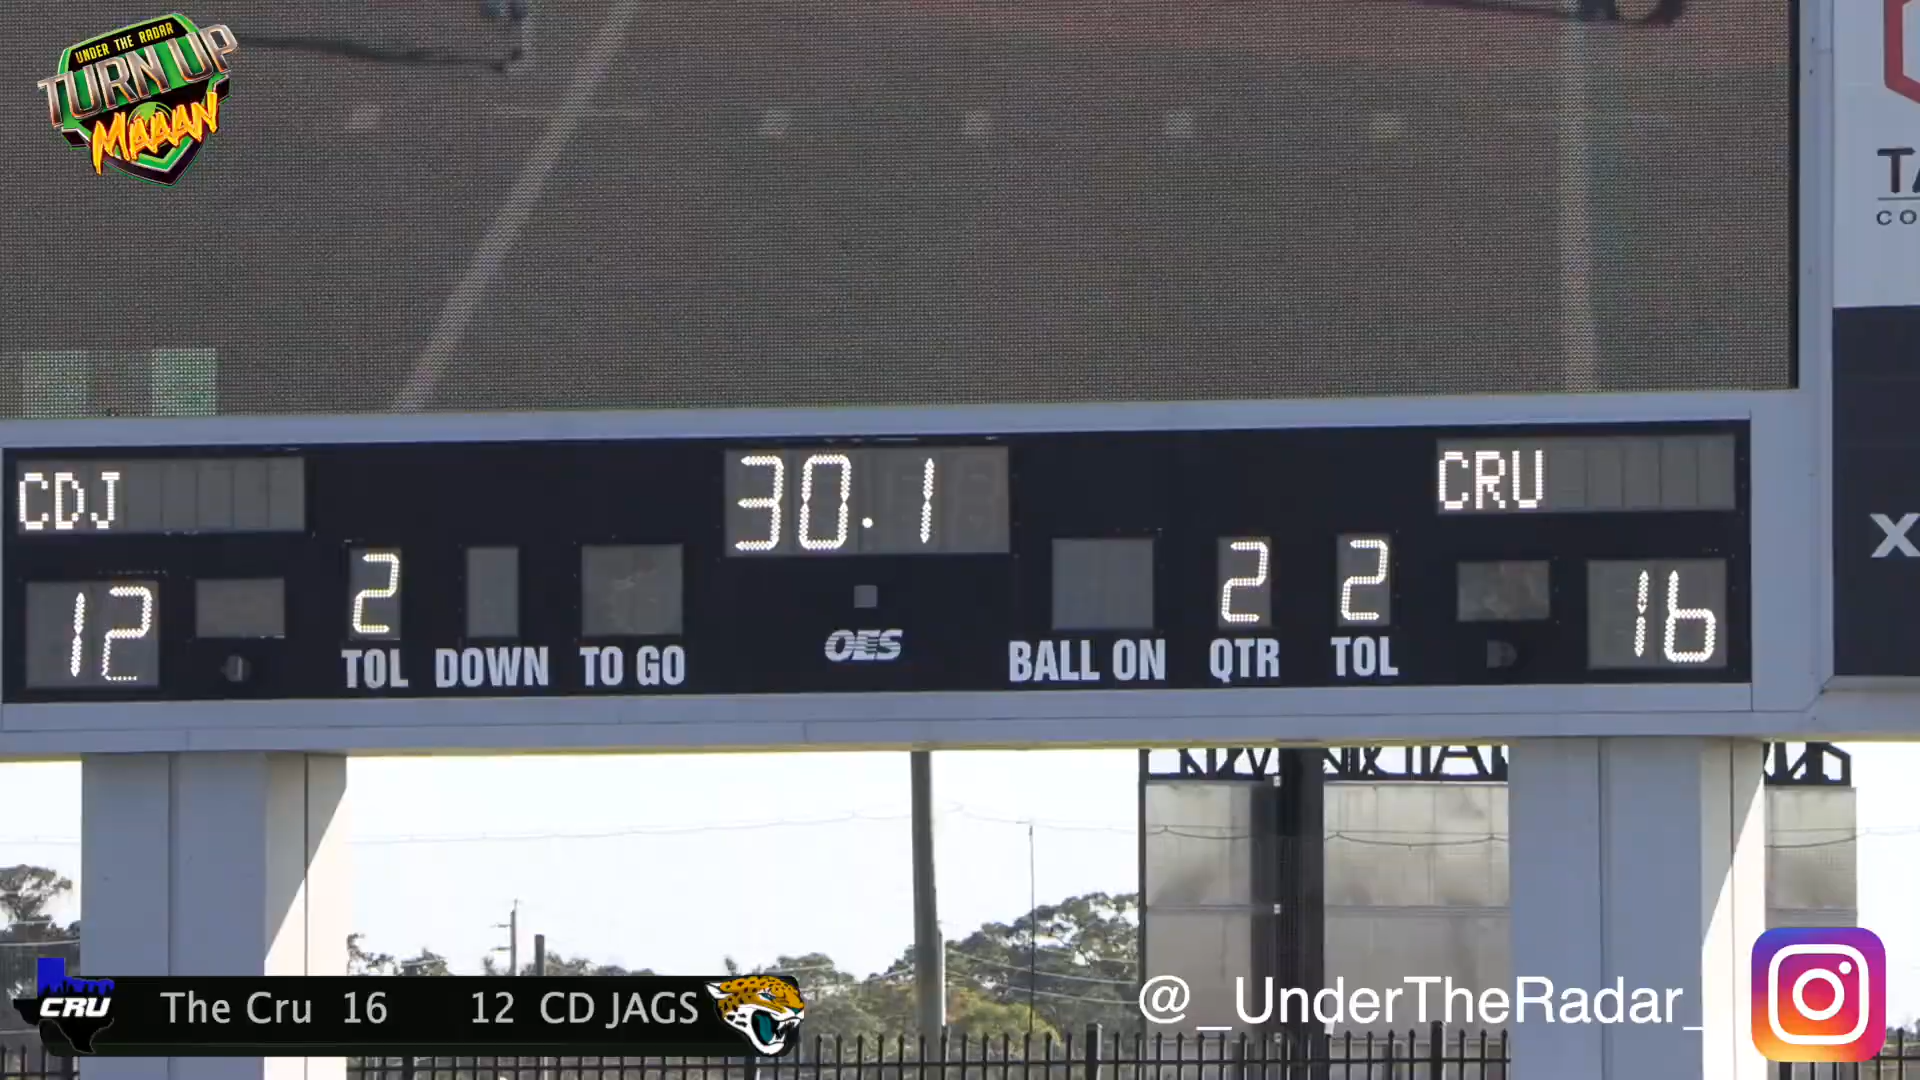 UNDER THE RADAR
TURN UP
MAAAN
CDJ
30.1
CRU
12
2
2
2
16
TOL
DOWN
TO GO
OES
BALL ON
QTR
TOL
CRU
The Cru 16
12 CD JAGS
@_UnderTheRadar_